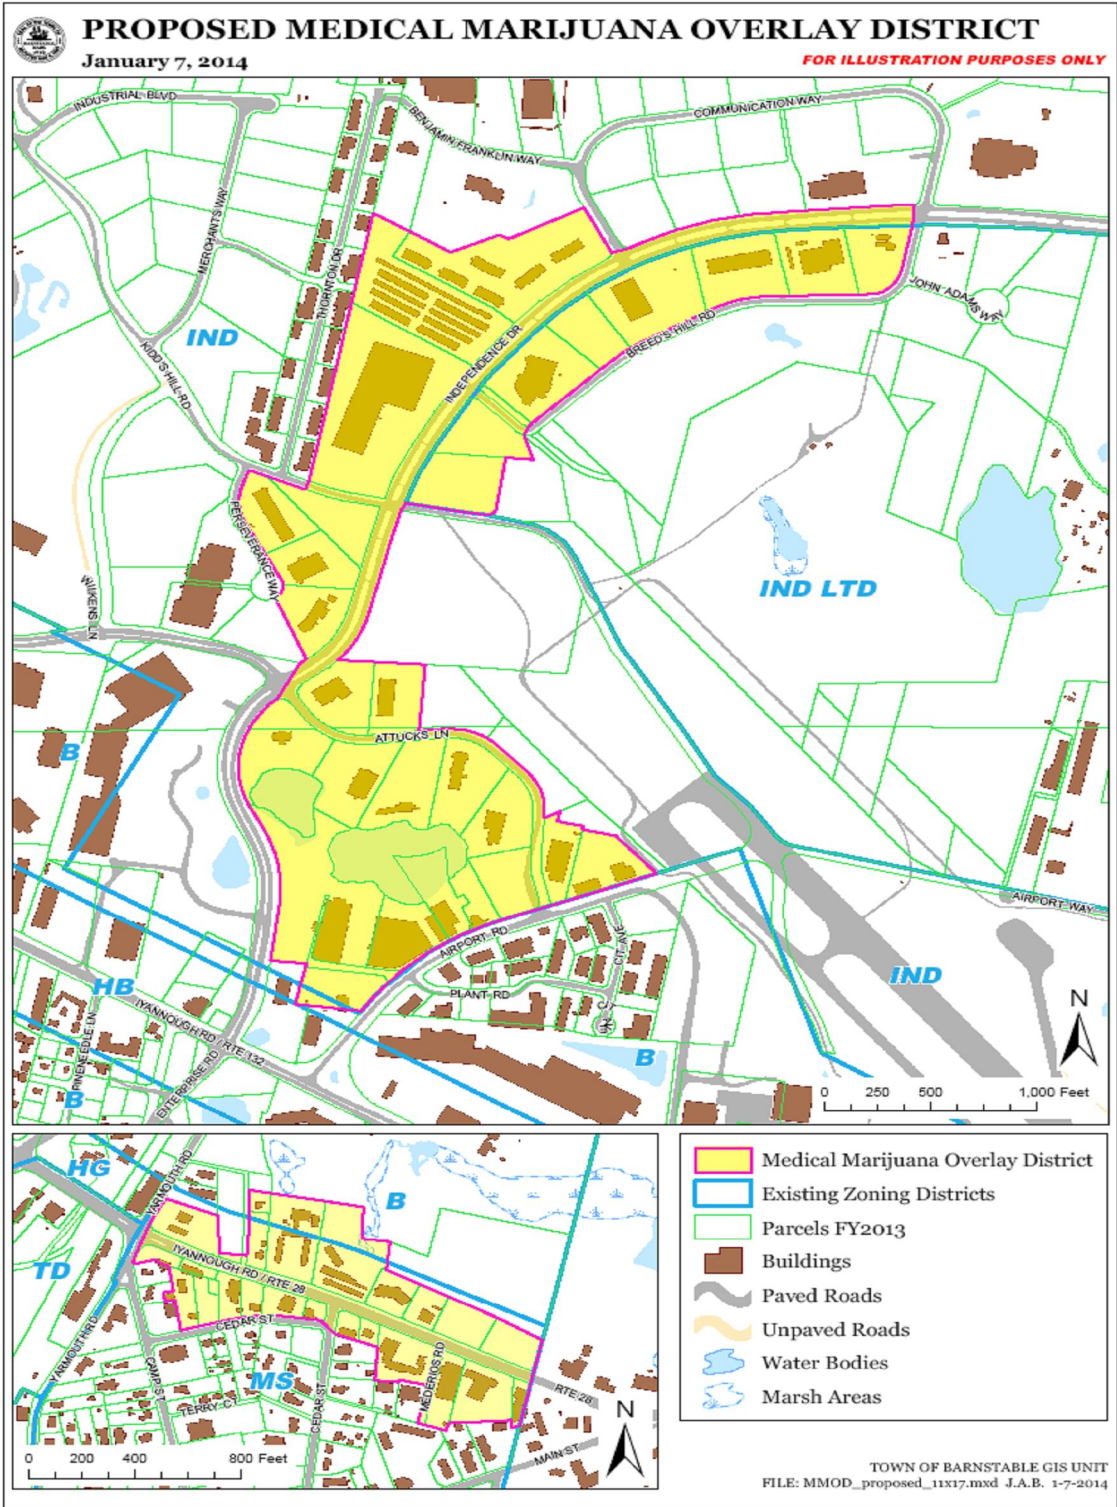 PROPOSED MEDICAL MARIJUANA OVERLAY DISTRICT
January 7, 2014
FOR ILLUSTRATION PURPOSES ONLY
INDUSTRIAL BLVD
COMMUNICATION WAY
BENJAMIN FRANKLIN WAY
MERCHANTS WAY
THORNTON DR
JOHN ADAMS WAY
IND
KIDD'S HILL RD
INDEPENDENCE DR
BREED'S HILL RD
PERSEVERANCE WAY
IND LTD
WILKENS LN
B
ATTUCKS LN
AIRPORT WAY
AIRPORT RD
CIT AVE
IND
HB
PLANT RD
IYANNOUGH RD / RTE 132
PINENEEDLE LN
B
B
ENTERPRISE RD
N
0 250 500 1,000 Feet
HG
YARMOUTH RD
B
TD
IYANNOUGH RD / RTE 28
CEDAR ST
YARMOUTH RD
MS
MEDEIROS RD
RTE 28
TERRY CT
CEDAR ST
MAIN ST
N
0 200 400 800 Feet
Medical Marijuana Overlay District
Existing Zoning Districts
Parcels FY2013
Buildings
Paved Roads
Unpaved Roads
Water Bodies
Marsh Areas
TOWN OF BARNSTABLE GIS UNIT
FILE: MMOD_proposed_11x17.mxd J.A.B. 1-7-2014